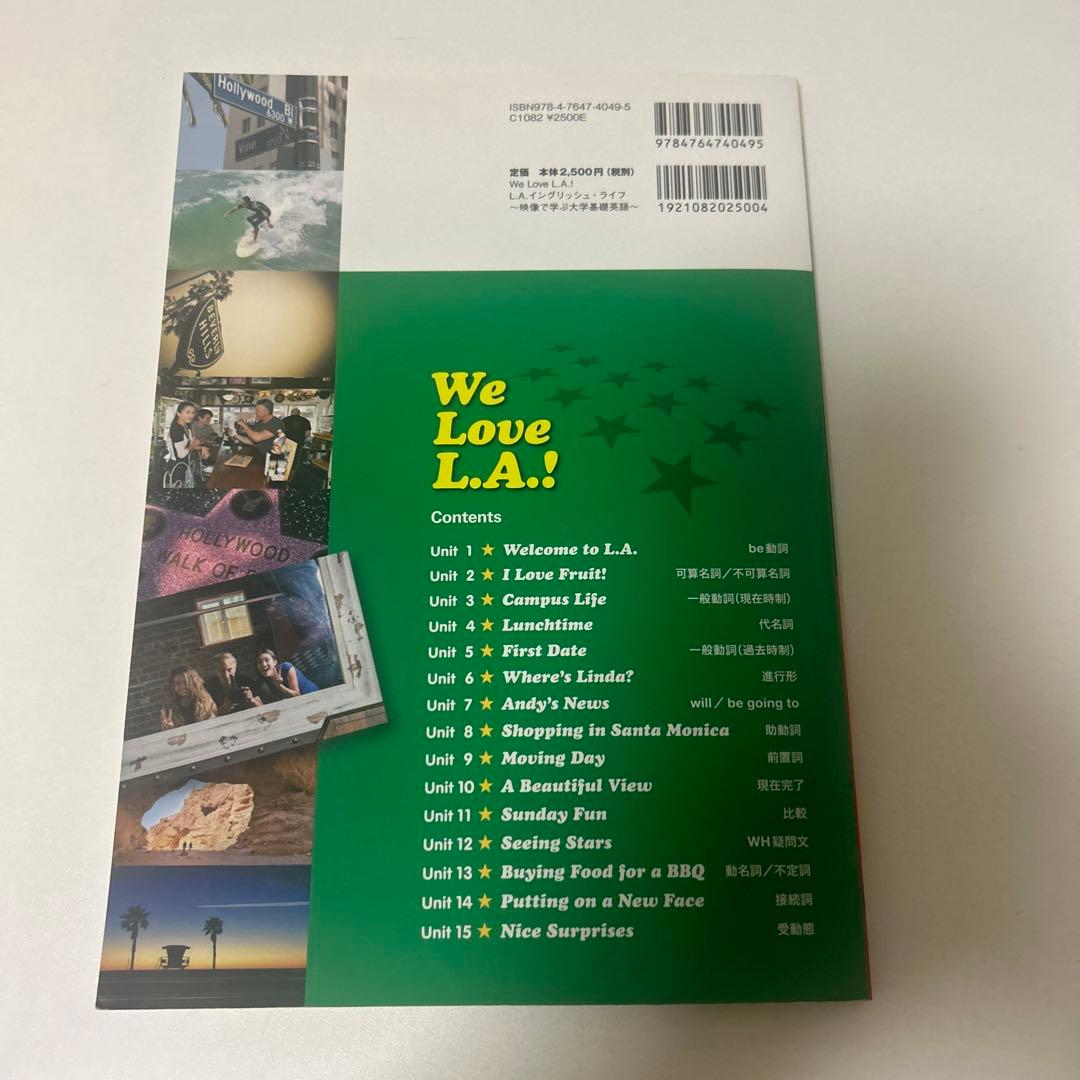 Hollywood Bl
6300 W
Vine
ISBN978-4-7647-4049-5
C1082 ¥2500E
9784764740495
定価 本体2,500円(税別)
We Love L.A.!
L.A.イングリッシュ・ライフ
~映像で学ぶ大学基礎英語~
1921082025004
BEVERLY
HILLS
HOLLYWOOD
WALK OF
We
Love
L.A.!
Contents
Unit 1 ★ Welcome to L.A. be動詞
Unit 2 ★ I Love Fruit! 可算名詞/不可算名詞
Unit 3 ★ Campus Life 一般動詞(現在時制)
Unit 4 ★ Lunchtime 代名詞
Unit 5 ★ First Date 一般動詞(過去時制)
Unit 6 ★ Where's Linda? 進行形
Unit 7 ★ Andy's News will/be going to
Unit 8 ★ Shopping in Santa Monica 助動詞
Unit 9 ★ Moving Day 前置詞
Unit 10 ★ A Beautiful View 現在完了
Unit 11 ★ Sunday Fun 比較
Unit 12 ★ Seeing Stars WH疑問文
Unit 13 ★ Buying Food for a BBQ 動名詞/不定詞
Unit 14 ★ Putting on a New Face 接続詞
Unit 15 ★ Nice Surprises 受動態